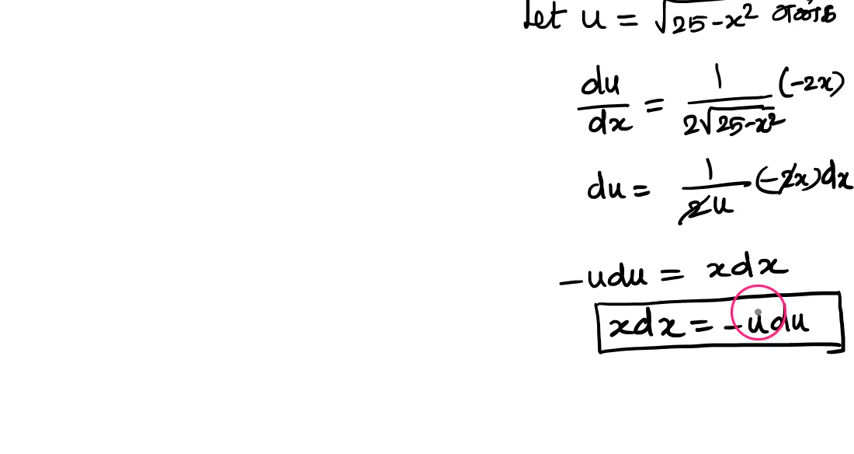 Let u = √25-x²
du/dx = 1/2√25-x² (-2x)
du = 1/2u (-2x)dx
-udu = xdx
xdx = -udu